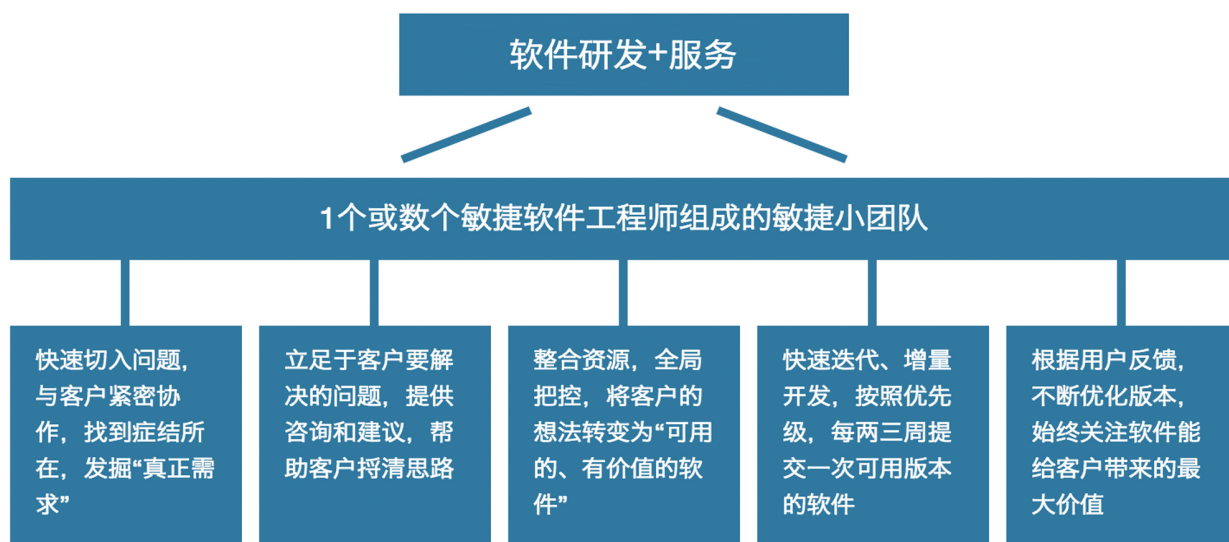 软件研发+服务
1个或数个敏捷软件工程师组成的敏捷小团队
快速切入问题，
与客户紧密协
作，找到症结所
在，发掘“真正需
求”
立足于客户要解
决的问题，提供
咨询和建议，帮
助客户捋清思路
整合资源，全局
把控，将客户的
想法转变为“可用
的、有价值的软
件”
快速迭代、增量
开发，按照优先
级，每两三周提
交一次可用版本
的软件
根据用户反馈，
不断优化版本，
始终关注软件能
给客户带来的最
大价值